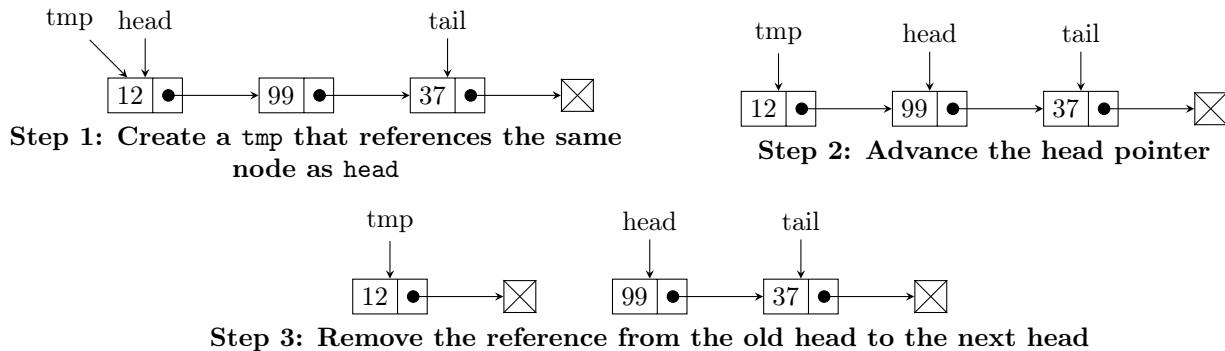 tmp head tail
12 99 37
Step 1: Create a tmp that references the same
node as head
tmp head tail
12 99 37
Step 2: Advance the head pointer
tmp head tail
12 99 37
Step 3: Remove the reference from the old head to the next head